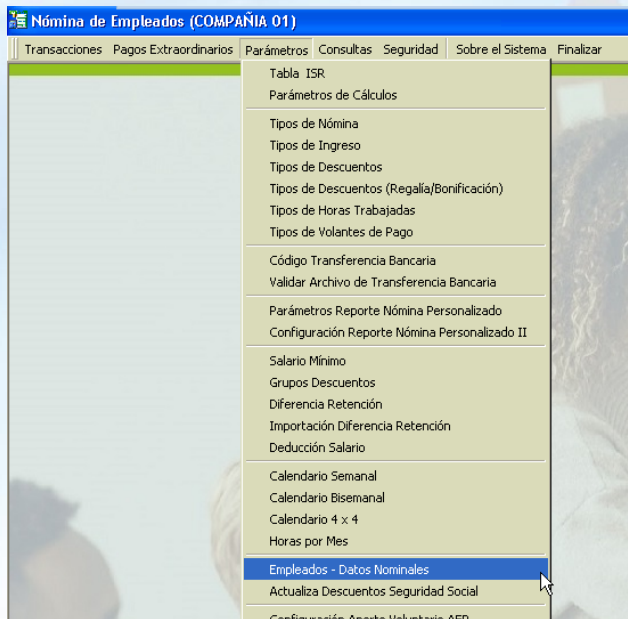 Nómina de Empleados (COMPAÑIA 01)
Transacciones Pagos Extraordinarios Parámetros Consultas Seguridad Sobre el Sistema Finalizar
Tabla ISR
Parámetros de Cálculos
Tipos de Nómina
Tipos de Ingreso
Tipos de Descuentos
Tipos de Descuentos (Regalía/Bonificación)
Tipos de Horas Trabajadas
Tipos de Volantes de Pago
Código Transferencia Bancaria
Validar Archivo de Transferencia Bancaria
Parámetros Reporte Nómina Personalizado
Configuración Reporte Nómina Personalizado II
Salario Mínimo
Grupos Descuentos
Diferencia Retención
Importación Diferencia Retención
Deducción Salario
Calendario Semanal
Calendario Bisemanal
Calendario 4 x 4
Horas por Mes
Empleados - Datos Nominales
Actualiza Descuentos Seguridad Social
Configuración Aporte Voluntario AFP